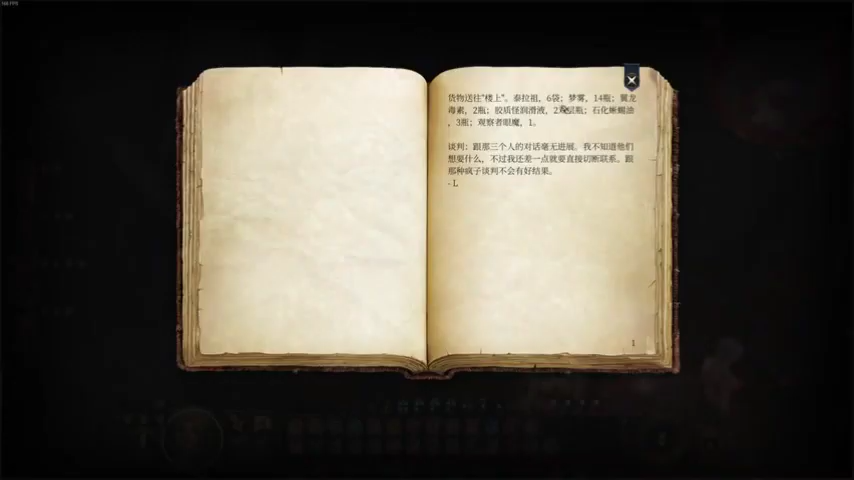 货物送往“楼上”。泰拉祖，6袋；梦雾，14瓶；翼龙
毒素，2瓶；胶质怪润滑液，2瓶；石化蜥蜴油
，3瓶；观察者眼魔，1。
谈判：跟那三个人的对话毫无进展。我不知道他们
想要什么，不过我还差一点就要直接切断联系。跟
那种疯子谈判不会有好结果。
- L
1